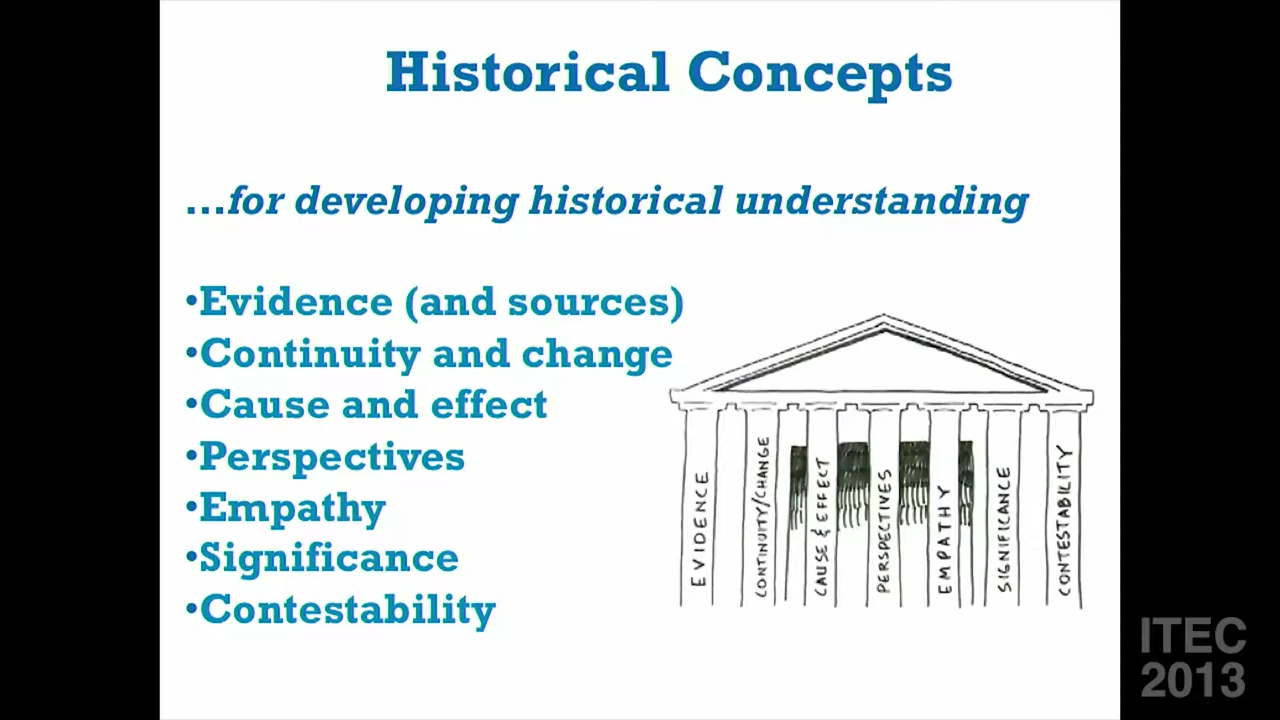 Historical Concepts
...for developing historical understanding
•Evidence (and sources)
•Continuity and change
•Cause and effect
•Perspectives
•Empathy
•Significance
•Contestability
EVIDENCE
CONTINUITY/CHANGE
CAUSE & EFFECT
PERSPECTIVES
EMPATHY
SIGNIFICANCE
CONTESTABILITY
ITEC
2013